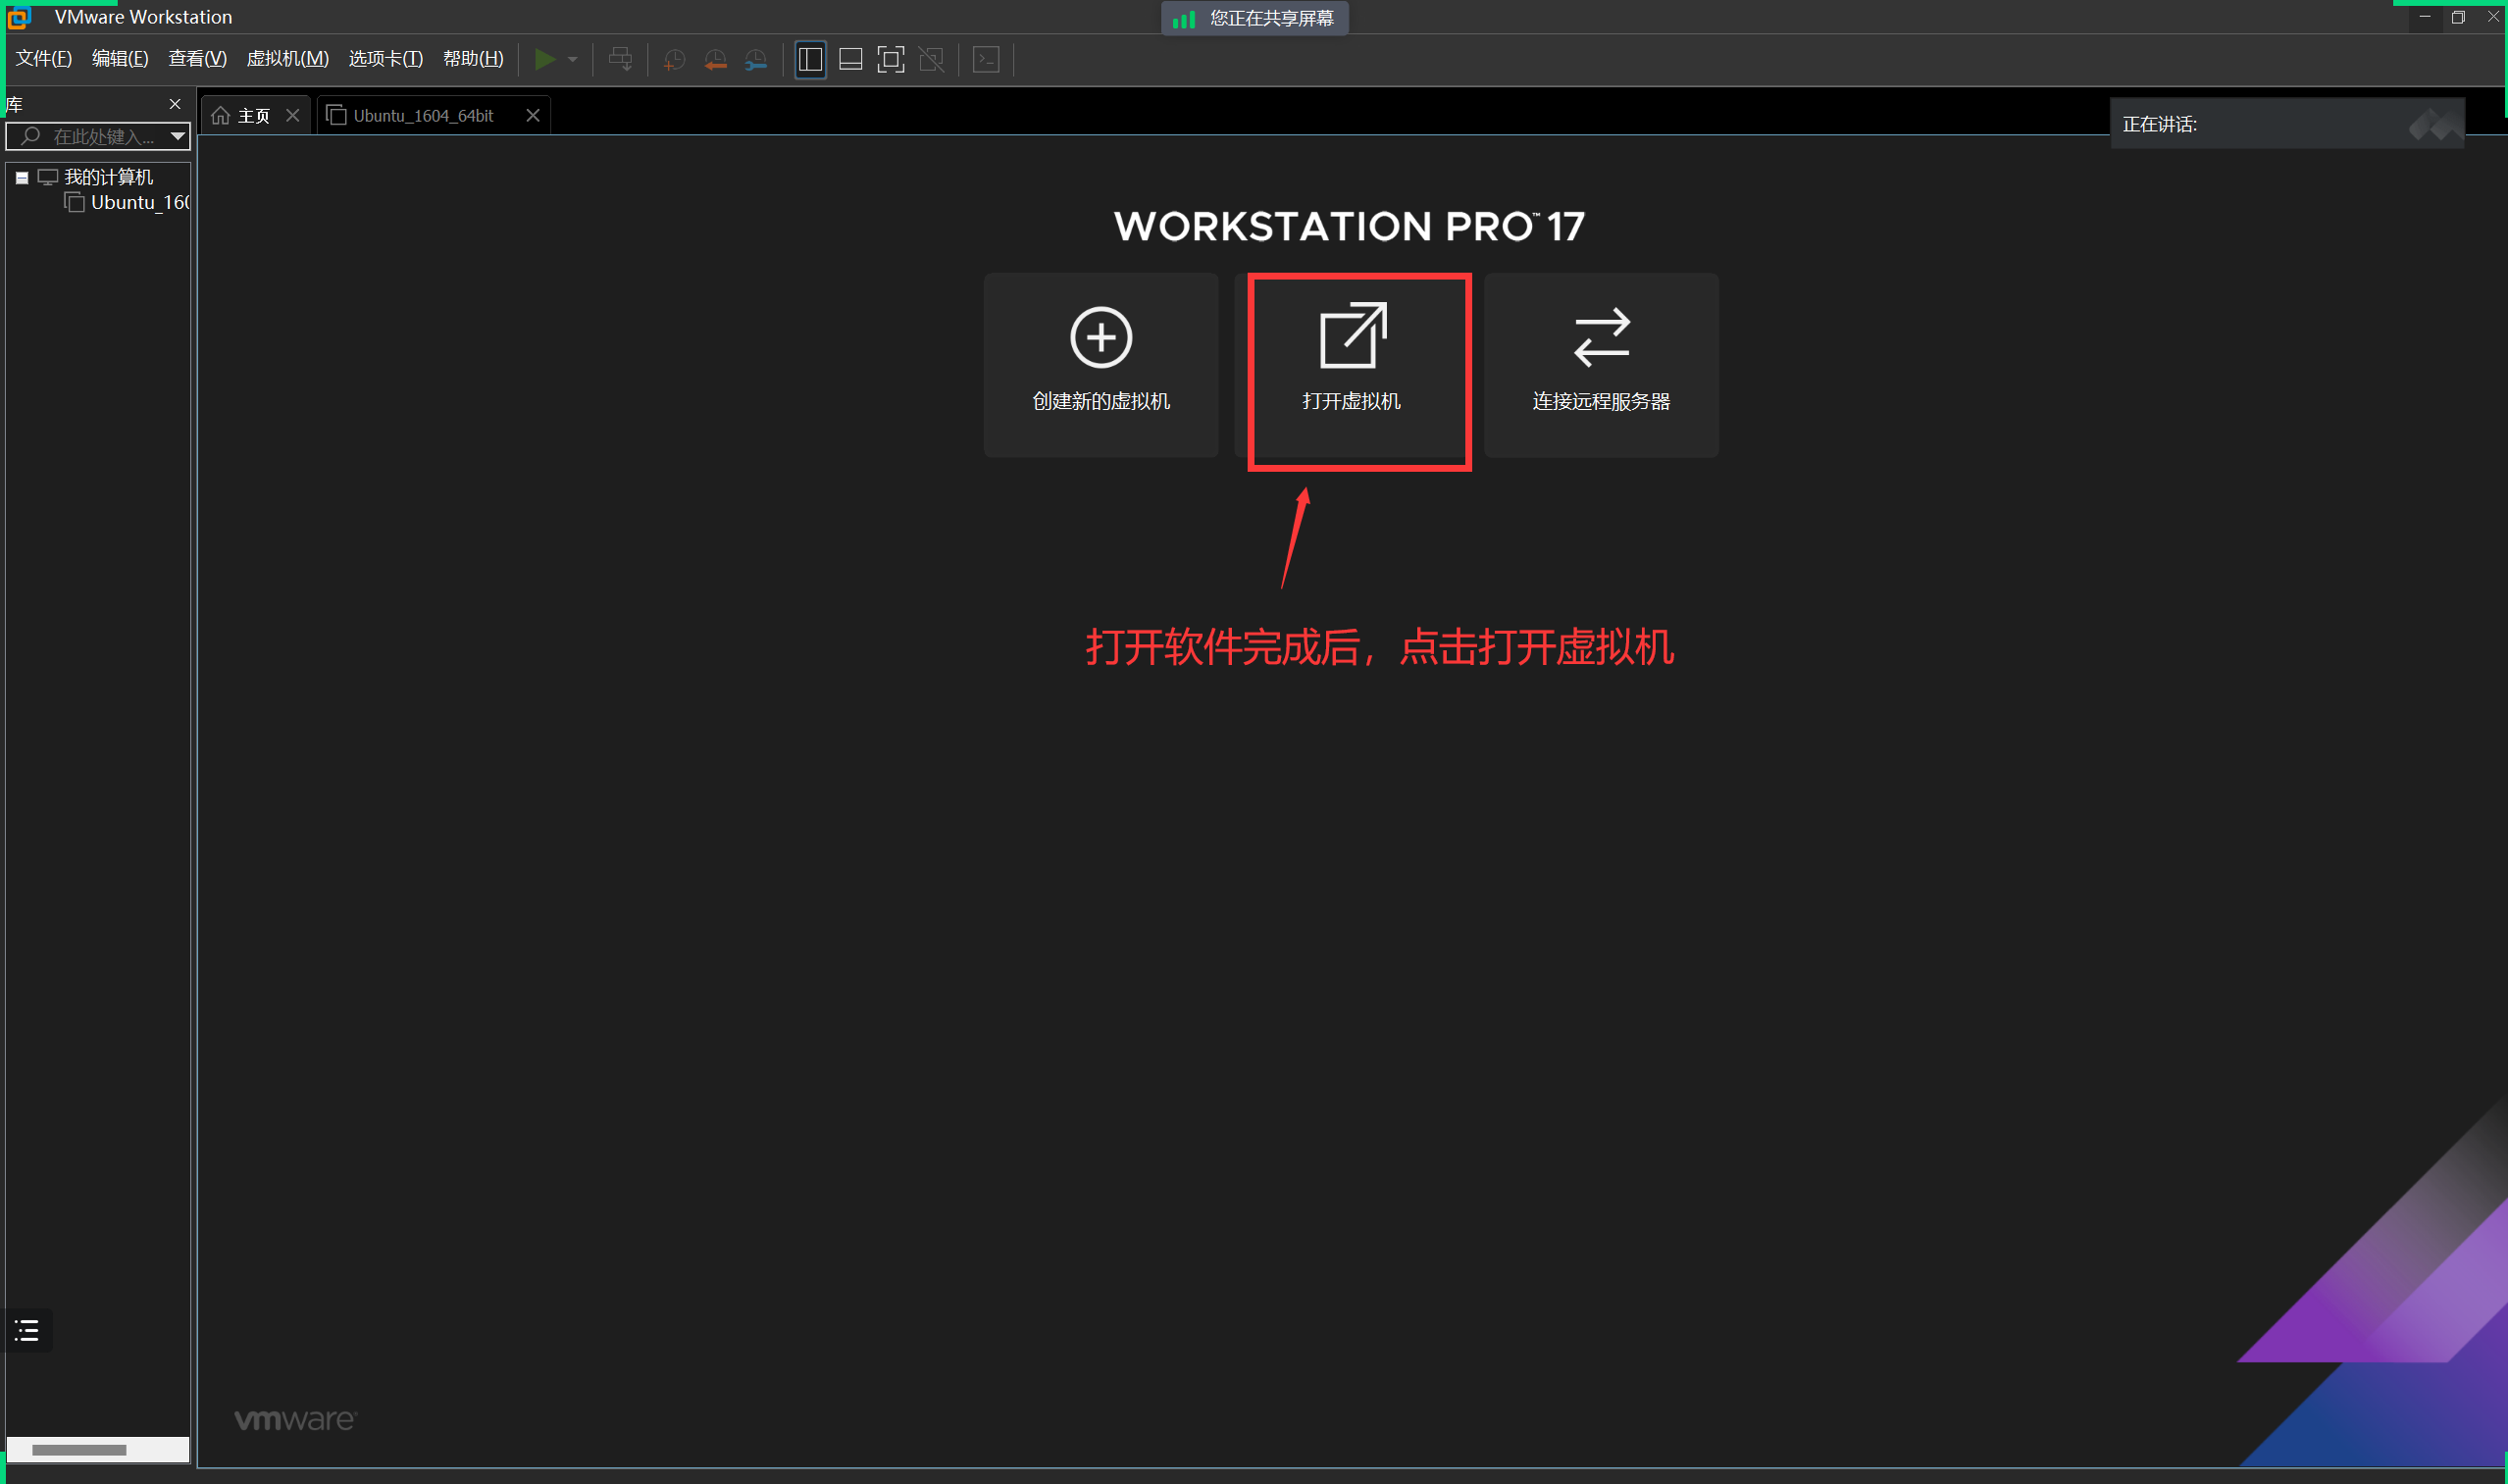 VMware Workstation
您正在共享屏幕
文件(F) 编辑(E) 查看(V) 虚拟机(M) 选项卡(T) 帮助(H)
库
主页
Ubuntu_1604_64bit
正在讲话:
在此处键入...
我的计算机
Ubuntu_160
WORKSTATION PRO™ 17
创建新的虚拟机
打开虚拟机
连接远程服务器
打开软件完成后，点击打开虚拟机
vmware®